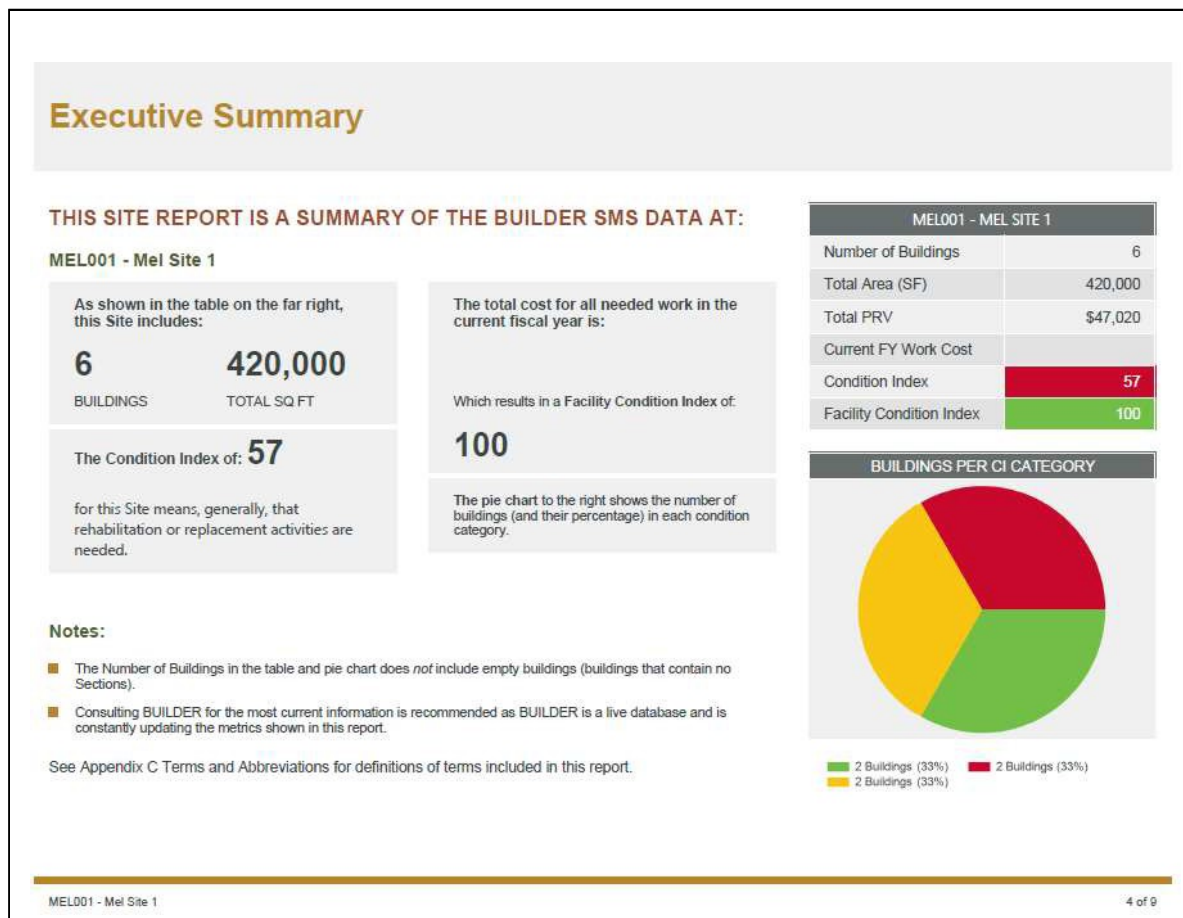 Executive Summary
THIS SITE REPORT IS A SUMMARY OF THE BUILDER SMS DATA AT:
MEL001 - Mel Site 1
As shown in the table on the far right,
this Site includes:
6 420,000
BUILDINGS TOTAL SQ FT
The Condition Index of: 57
for this Site means, generally, that
rehabilitation or replacement activities are
needed.
The total cost for all needed work in the
current fiscal year is:
Which results in a Facility Condition Index of:
100
The pie chart to the right shows the number of
buildings (and their percentage) in each condition
category.
MEL001 - MEL SITE 1
Number of Buildings 6
Total Area (SF) 420,000
Total PRV $47,020
Current FY Work Cost
Condition Index 57
Facility Condition Index 100
BUILDINGS PER CI CATEGORY
2 Buildings (33%) 2 Buildings (33%)
2 Buildings (33%)
Notes:
The Number of Buildings in the table and pie chart does not include empty buildings (buildings that contain no
Sections).
Consulting BUILDER for the most current information is recommended as BUILDER is a live database and is
constantly updating the metrics shown in this report.
See Appendix C Terms and Abbreviations for definitions of terms included in this report.
MEL001 - Mel Site 1 4 of 9